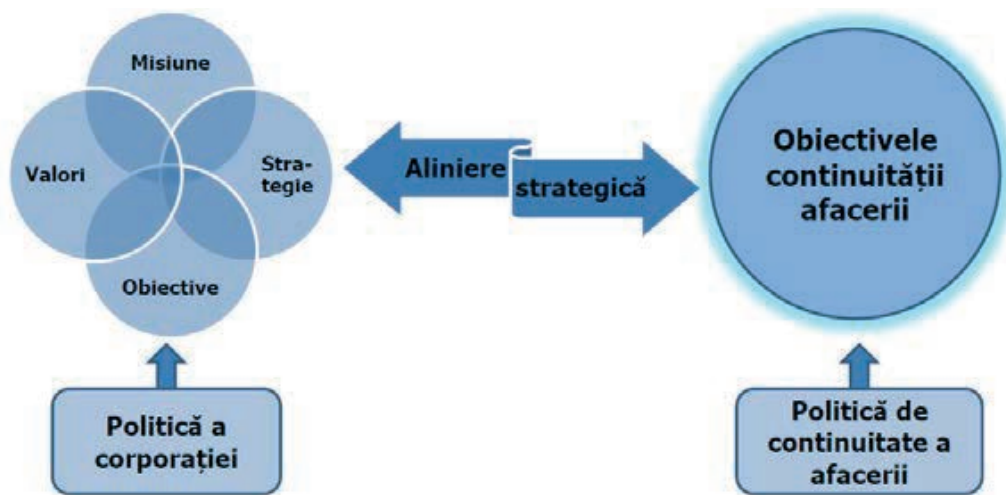 Misiune
Valori
Stra-
tegie
Obiective
Aliniere
strategică
Obiectivele
continuității
afacerii
Politică a
corporației
Politică de
continuitate a
afacerii